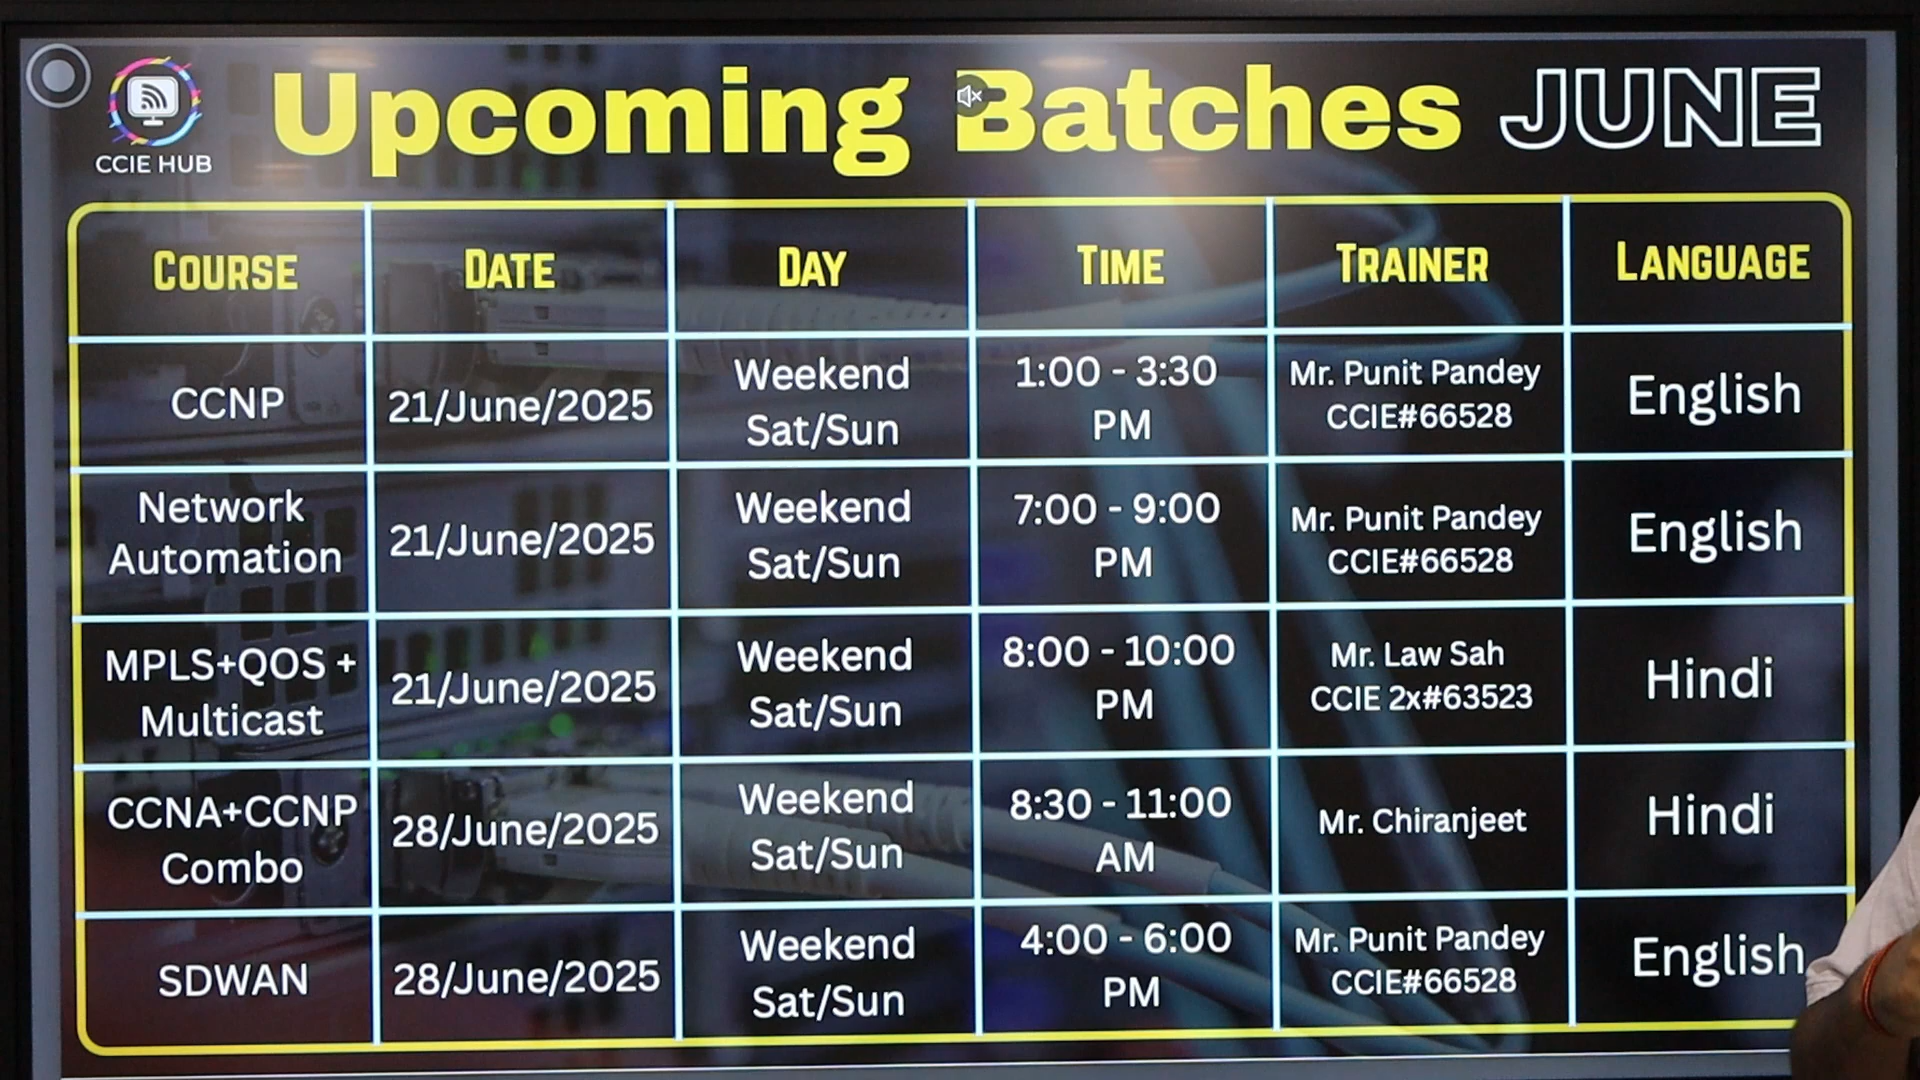 CCIE HUB
Upcoming Batches JUNE
COURSE DATE DAY TIME TRAINER LANGUAGE
CCNP
21/June/2025
Weekend
Sat/Sun
1:00 - 3:30
PM
Mr. Punit Pandey
CCIE#66528
English
Network
Automation
21/June/2025
Weekend
Sat/Sun
7:00 - 9:00
PM
Mr. Punit Pandey
CCIE#66528
English
MPLS+QOS +
Multicast
21/June/2025
Weekend
Sat/Sun
8:00 - 10:00
PM
Mr. Law Sah
CCIE 2x#63523
Hindi
CCNA+CCNP
Combo
28/June/2025
Weekend
Sat/Sun
8:30 - 11:00
AM
Mr. Chiranjeet
Hindi
SDWAN
28/June/2025
Weekend
Sat/Sun
4:00 - 6:00
PM
Mr. Punit Pandey
CCIE#66528
English